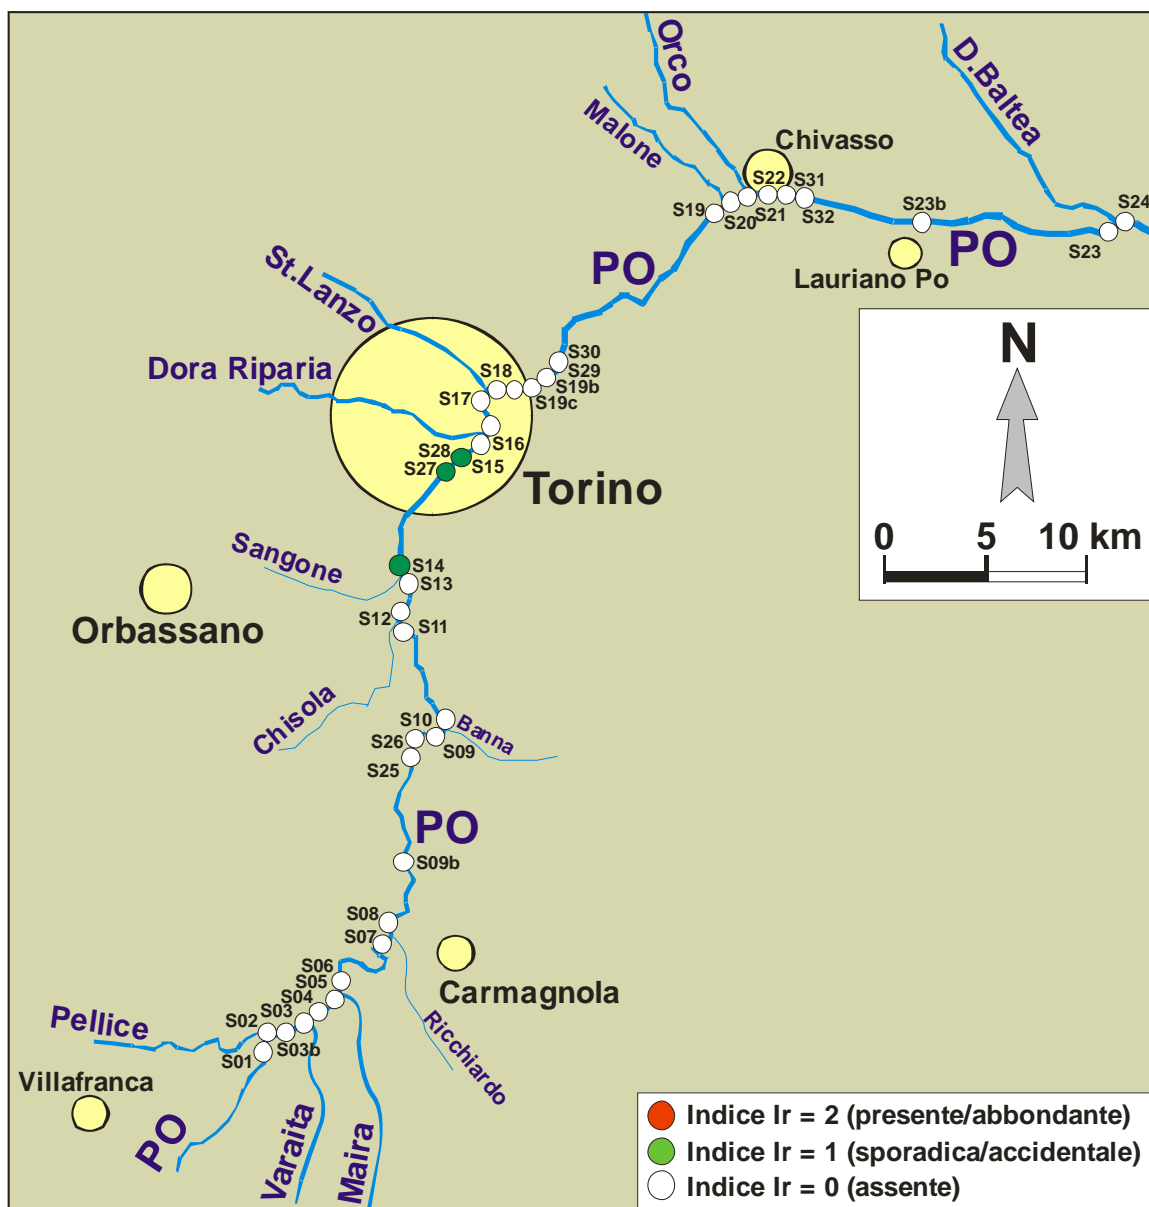 Orco
D.Baltea
Malone
Chivasso
S22
S31
S24
S19
S20
S21
S32
S23b
S23
PO
PO
Lauriano Po
St.Lanzo
N
Dora Riparia
S30
S29
S18
S19b
S19c
S17
S16
S28
S15
S27
Torino
0 5 10 km
Sangone
S14
S13
S12
S11
Orbassano
Chisola
S10
Banna
S26
S09
S25
PO
S09b
S08
S07
S06
S05
Carmagnola
S04
S03
S02
S03b
S01
Pellice
Ricchiardo
Villafranca
PO
Varaita
Maira
Indice Ir = 2 (presente/abbondante)
Indice Ir = 1 (sporadica/accidentale)
Indice Ir = 0 (assente)